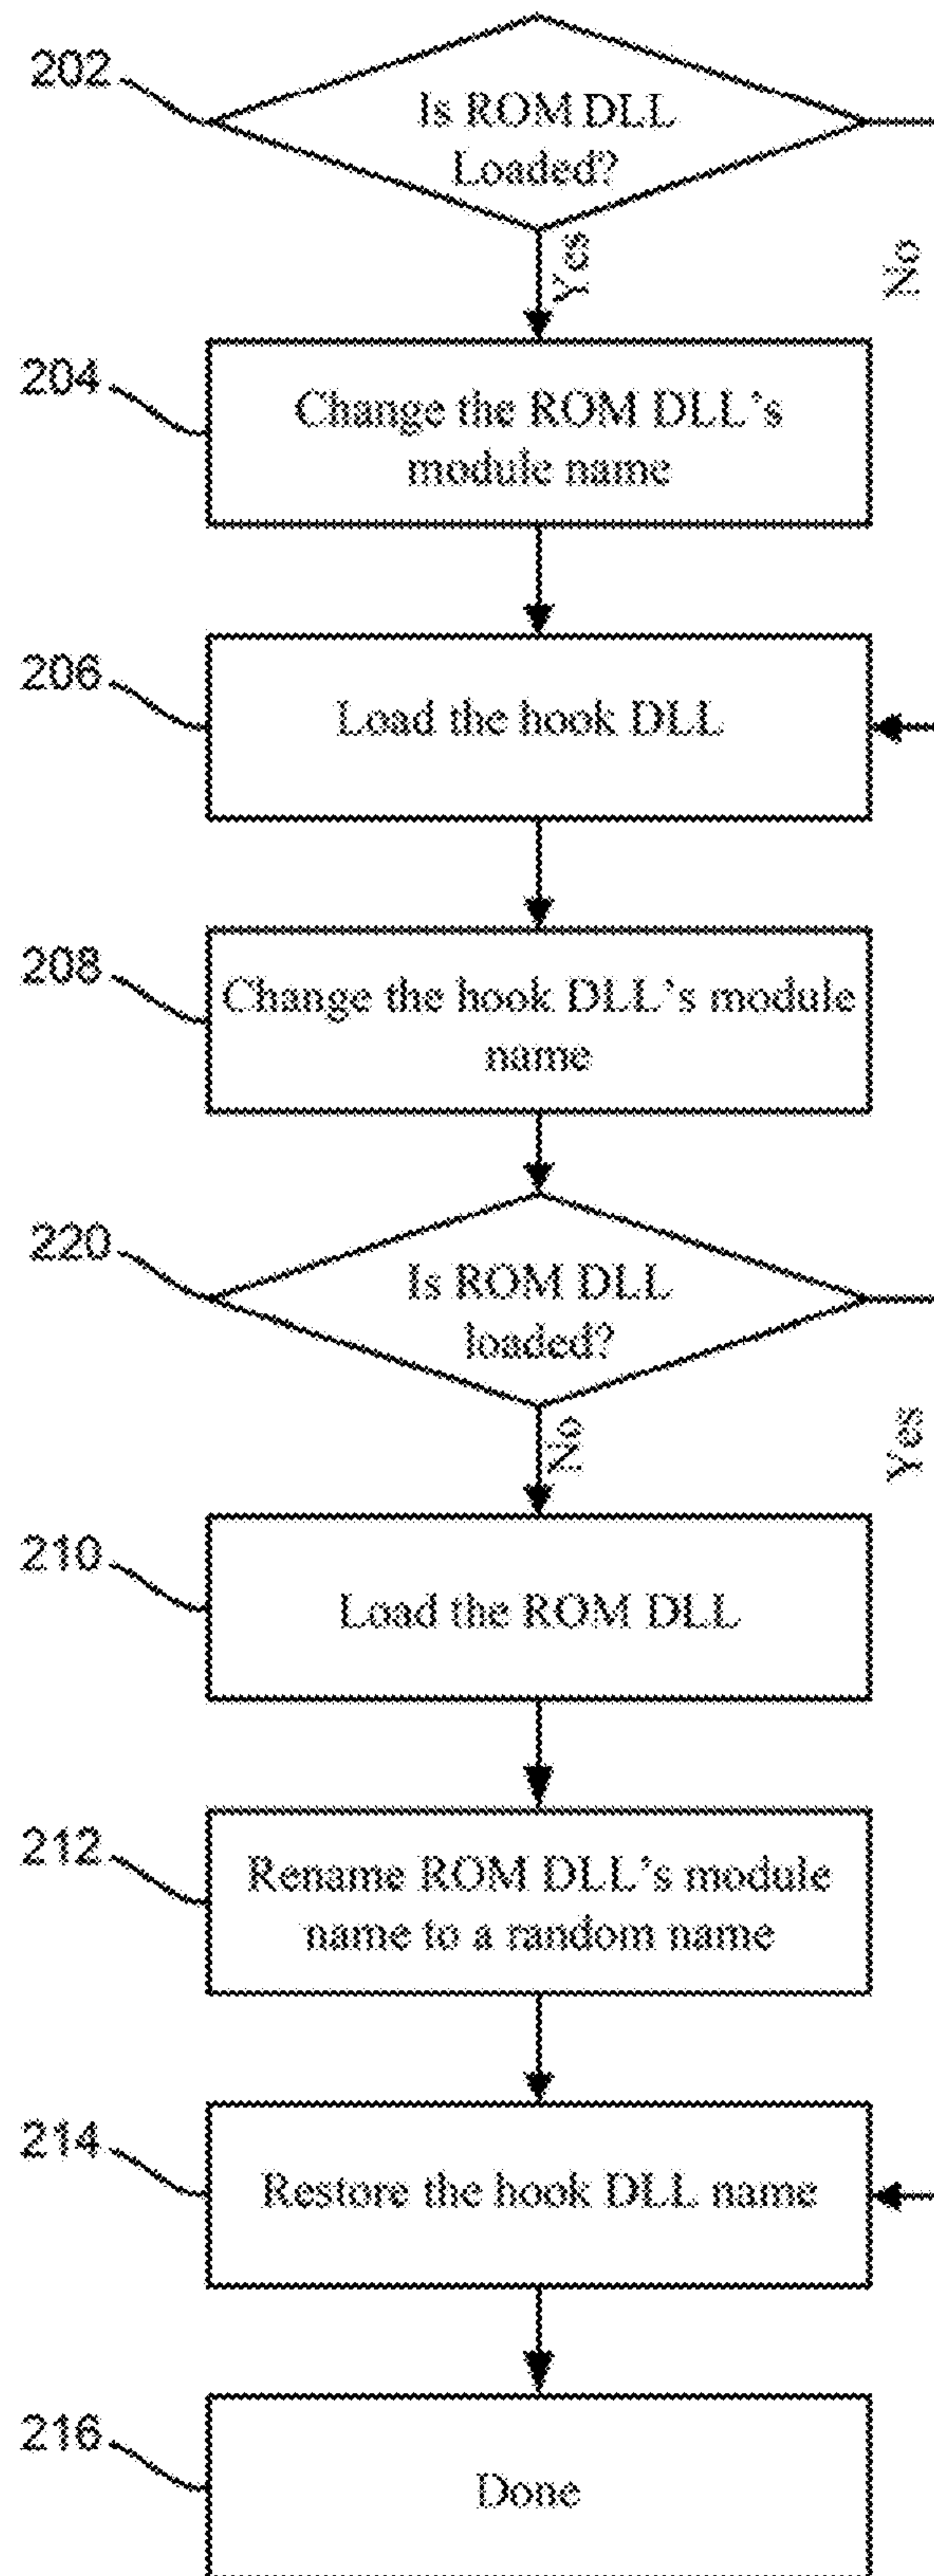 202
Is ROM DLL
Loaded?
Yes
No
204
Change the ROM DLL's
module name
206
Load the hook DLL
208
Change the hook DLL's module
name
220
Is ROM DLL
loaded?
No
Yes
210
Load the ROM DLL
212
Rename ROM DLL's module
name to a random name
214
Restore the hook DLL name
216
Done